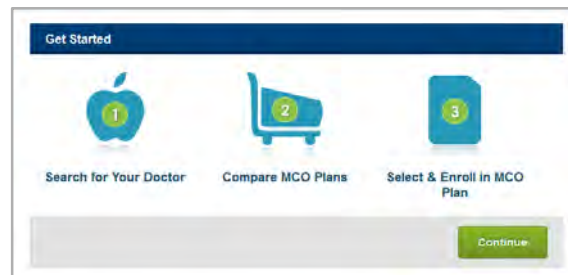 Get Started
1
2
3
Search for Your Doctor
Compare MCO Plans
Select & Enroll in MCO
Plan
Continue